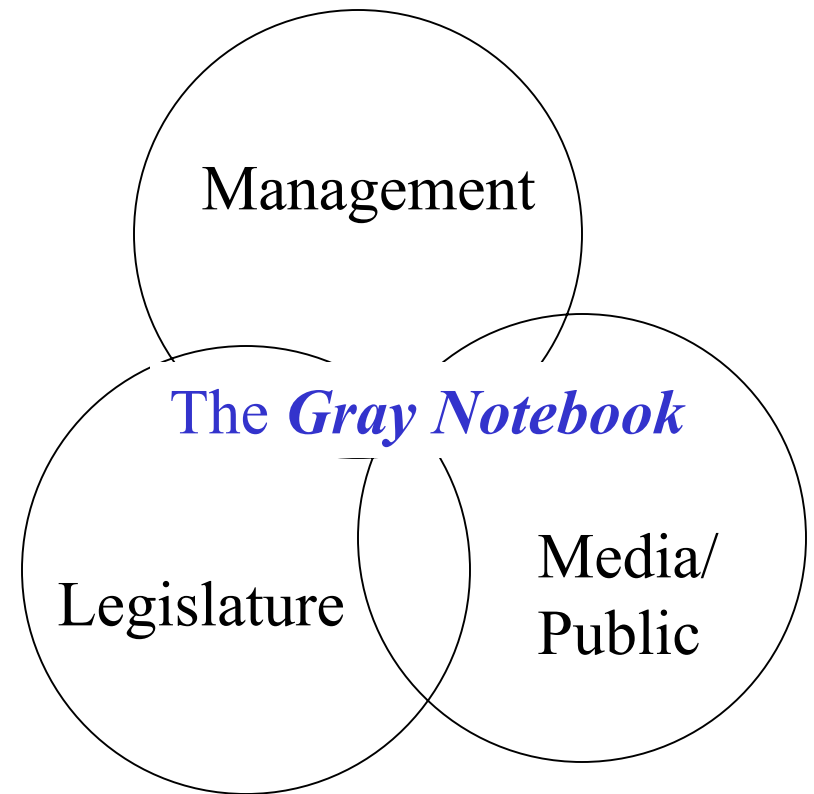 Management
The Gray Notebook
Legislature
Media/
Public